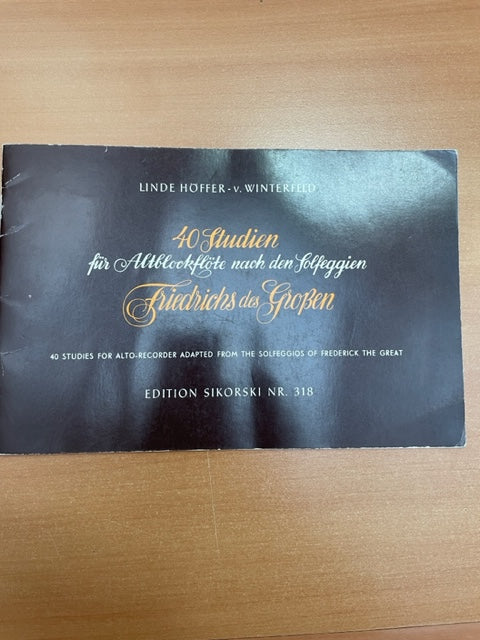 LINDE HÖFFER - v. WINTERFELD
40 Studien
für Altblockflöte nach den Solfeggien
Friedrichs des Großen
40 STUDIES FOR ALTO-RECORDER ADAPTED FROM THE SOLFEGGIOS OF FREDERICK THE GREAT
EDITION SIKORSKI NR. 318